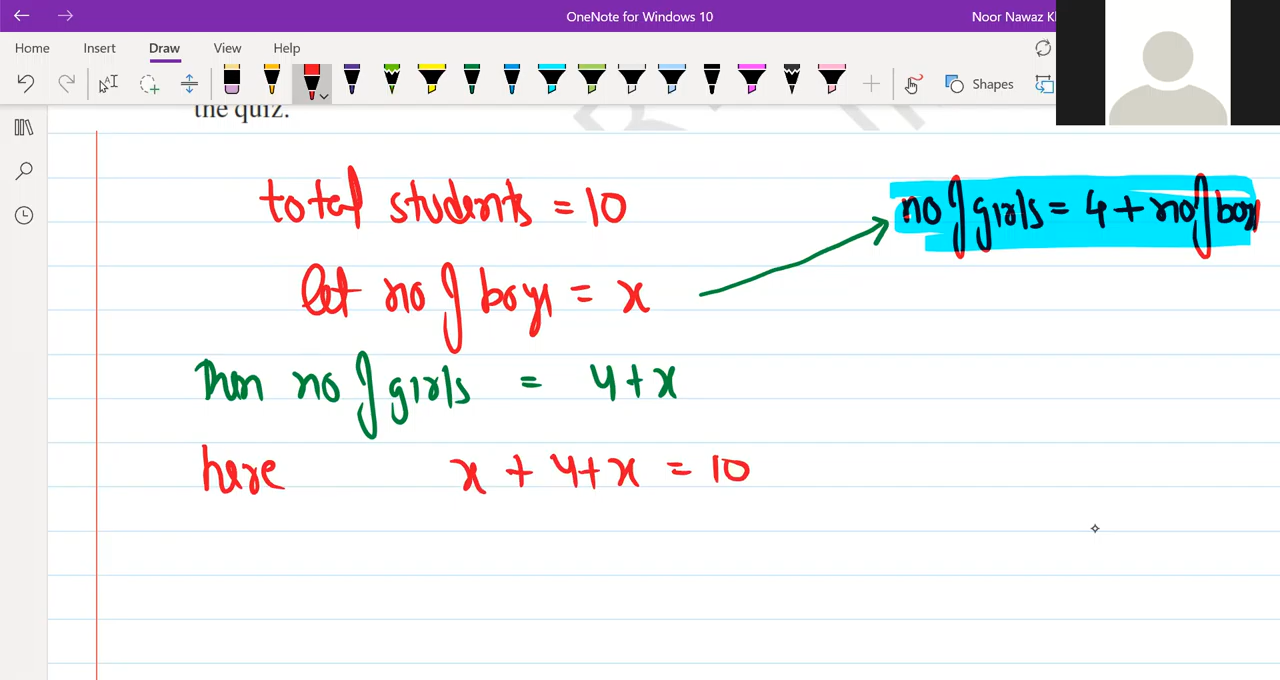 OneNote for Windows 10
Noor Nawaz
Home Insert Draw View Help
Shapes
the quiz.
total students = 10
no of girls = 4 + no of boys
let no of boys = x
then no of girls = 4+x
here x + 4+x = 10